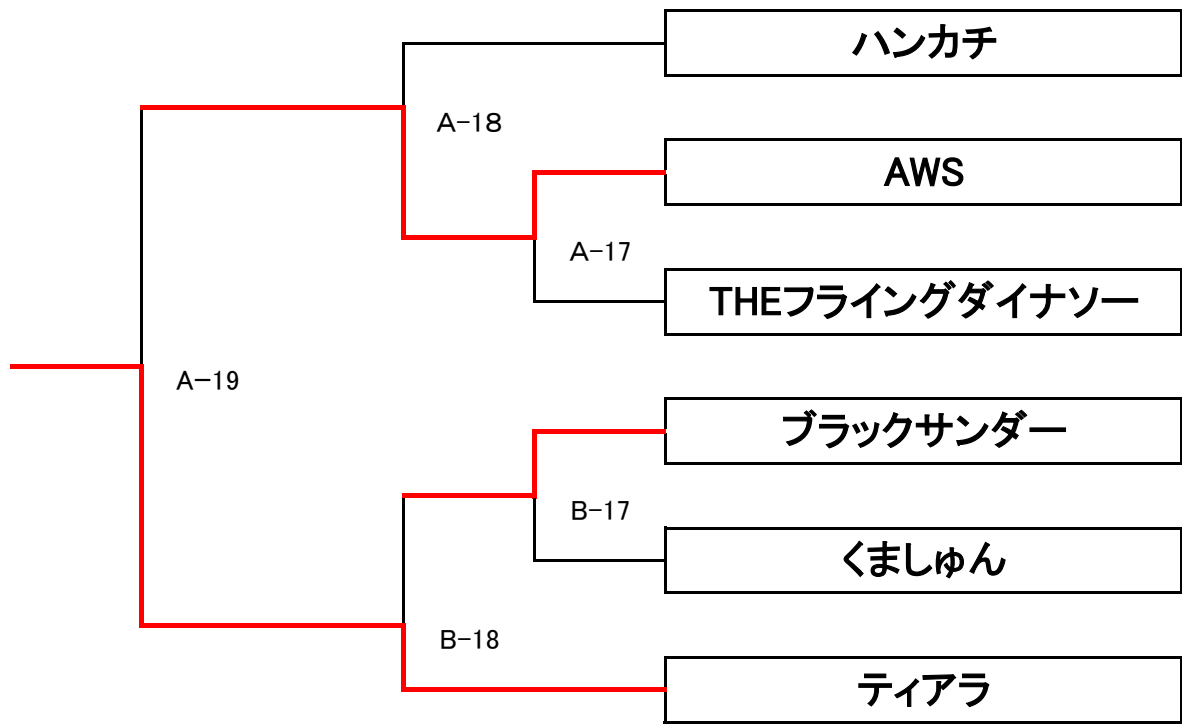 ハンカチ
A-18
AWS
A-17
THEフライングダイナソー
A-19
ブラックサンダー
B-17
くましゅん
B-18
ティアラ